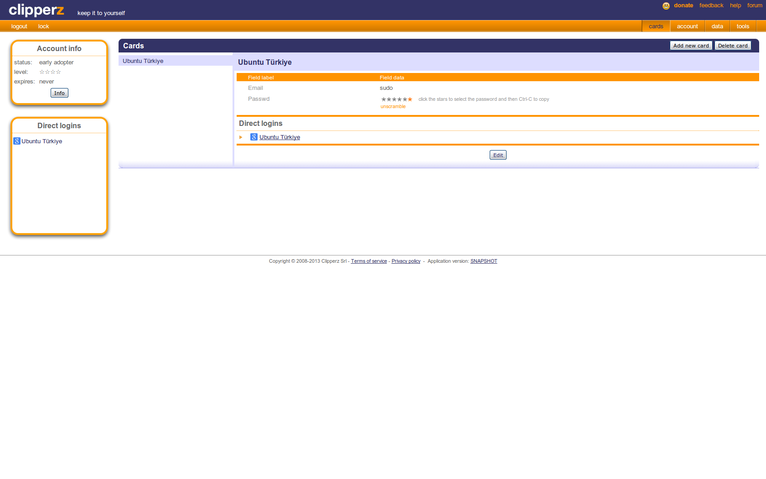 clipperz keep it to yourself
donate feedback help forum
logout lock
cards account data tools
Account info
status: early adopter
level:
expires: never
Info
Direct logins
Ubuntu Türkiye
Cards
Add new card Delete card
Ubuntu Türkiye
Ubuntu Türkiye
Field label Field data
Email sudo
Passwd click the stars to select the password and then Ctrl-C to copy
unscramble
Direct logins
Ubuntu Türkiye
Edit
Copyright © 2008-2013 Clipperz Srl - Terms of service - Privacy policy - Application version: SNAPSHOT